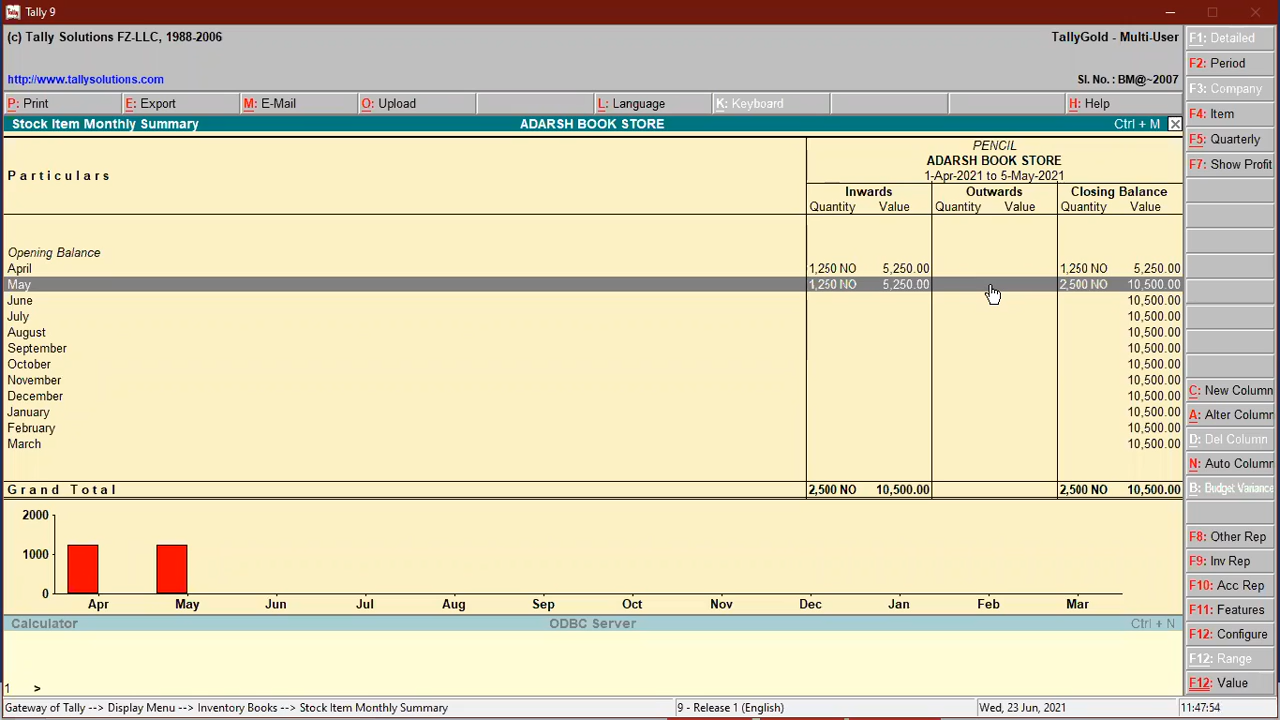 Tally 9
(c) Tally Solutions FZ-LLC, 1988-2006
TallyGold - Multi-User
http://www.tallysolutions.com
Sl. No. : BM@~2007
P: Print E: Export M: E-Mail O: Upload L: Language K: Keyboard H: Help
Stock Item Monthly Summary ADARSH BOOK STORE Ctrl + M
Particulars
PENCIL
ADARSH BOOK STORE
1-Apr-2021 to 5-May-2021
Inwards Outwards Closing Balance
Quantity Value Quantity Value Quantity Value
Opening Balance
April 1,250 NO 5,250.00 1,250 NO 5,250.00
May 1,250 NO 5,250.00 2,500 NO 10,500.00
June 10,500.00
July 10,500.00
August 10,500.00
September 10,500.00
October 10,500.00
November 10,500.00
December 10,500.00
January 10,500.00
February 10,500.00
March 10,500.00
Grand Total 2,500 NO 10,500.00 2,500 NO 10,500.00
2000
1000
0
Apr May Jun Jul Aug Sep Oct Nov Dec Jan Feb Mar
Calculator ODBC Server Ctrl + N
1 >
Gateway of Tally --> Display Menu --> Inventory Books --> Stock Item Monthly Summary
9 - Release 1 (English)
Wed, 23 Jun, 2021
11:47:54
F1: Detailed
F2: Period
F3: Company
F4: Item
F5: Quarterly
F7: Show Profit
C: New Column
A: Alter Column
D: Del Column
N: Auto Column
B: Budget Variance
F8: Other Rep
F9: Inv Rep
F10: Acc Rep
F11: Features
F12: Configure
F12: Range
F12: Value